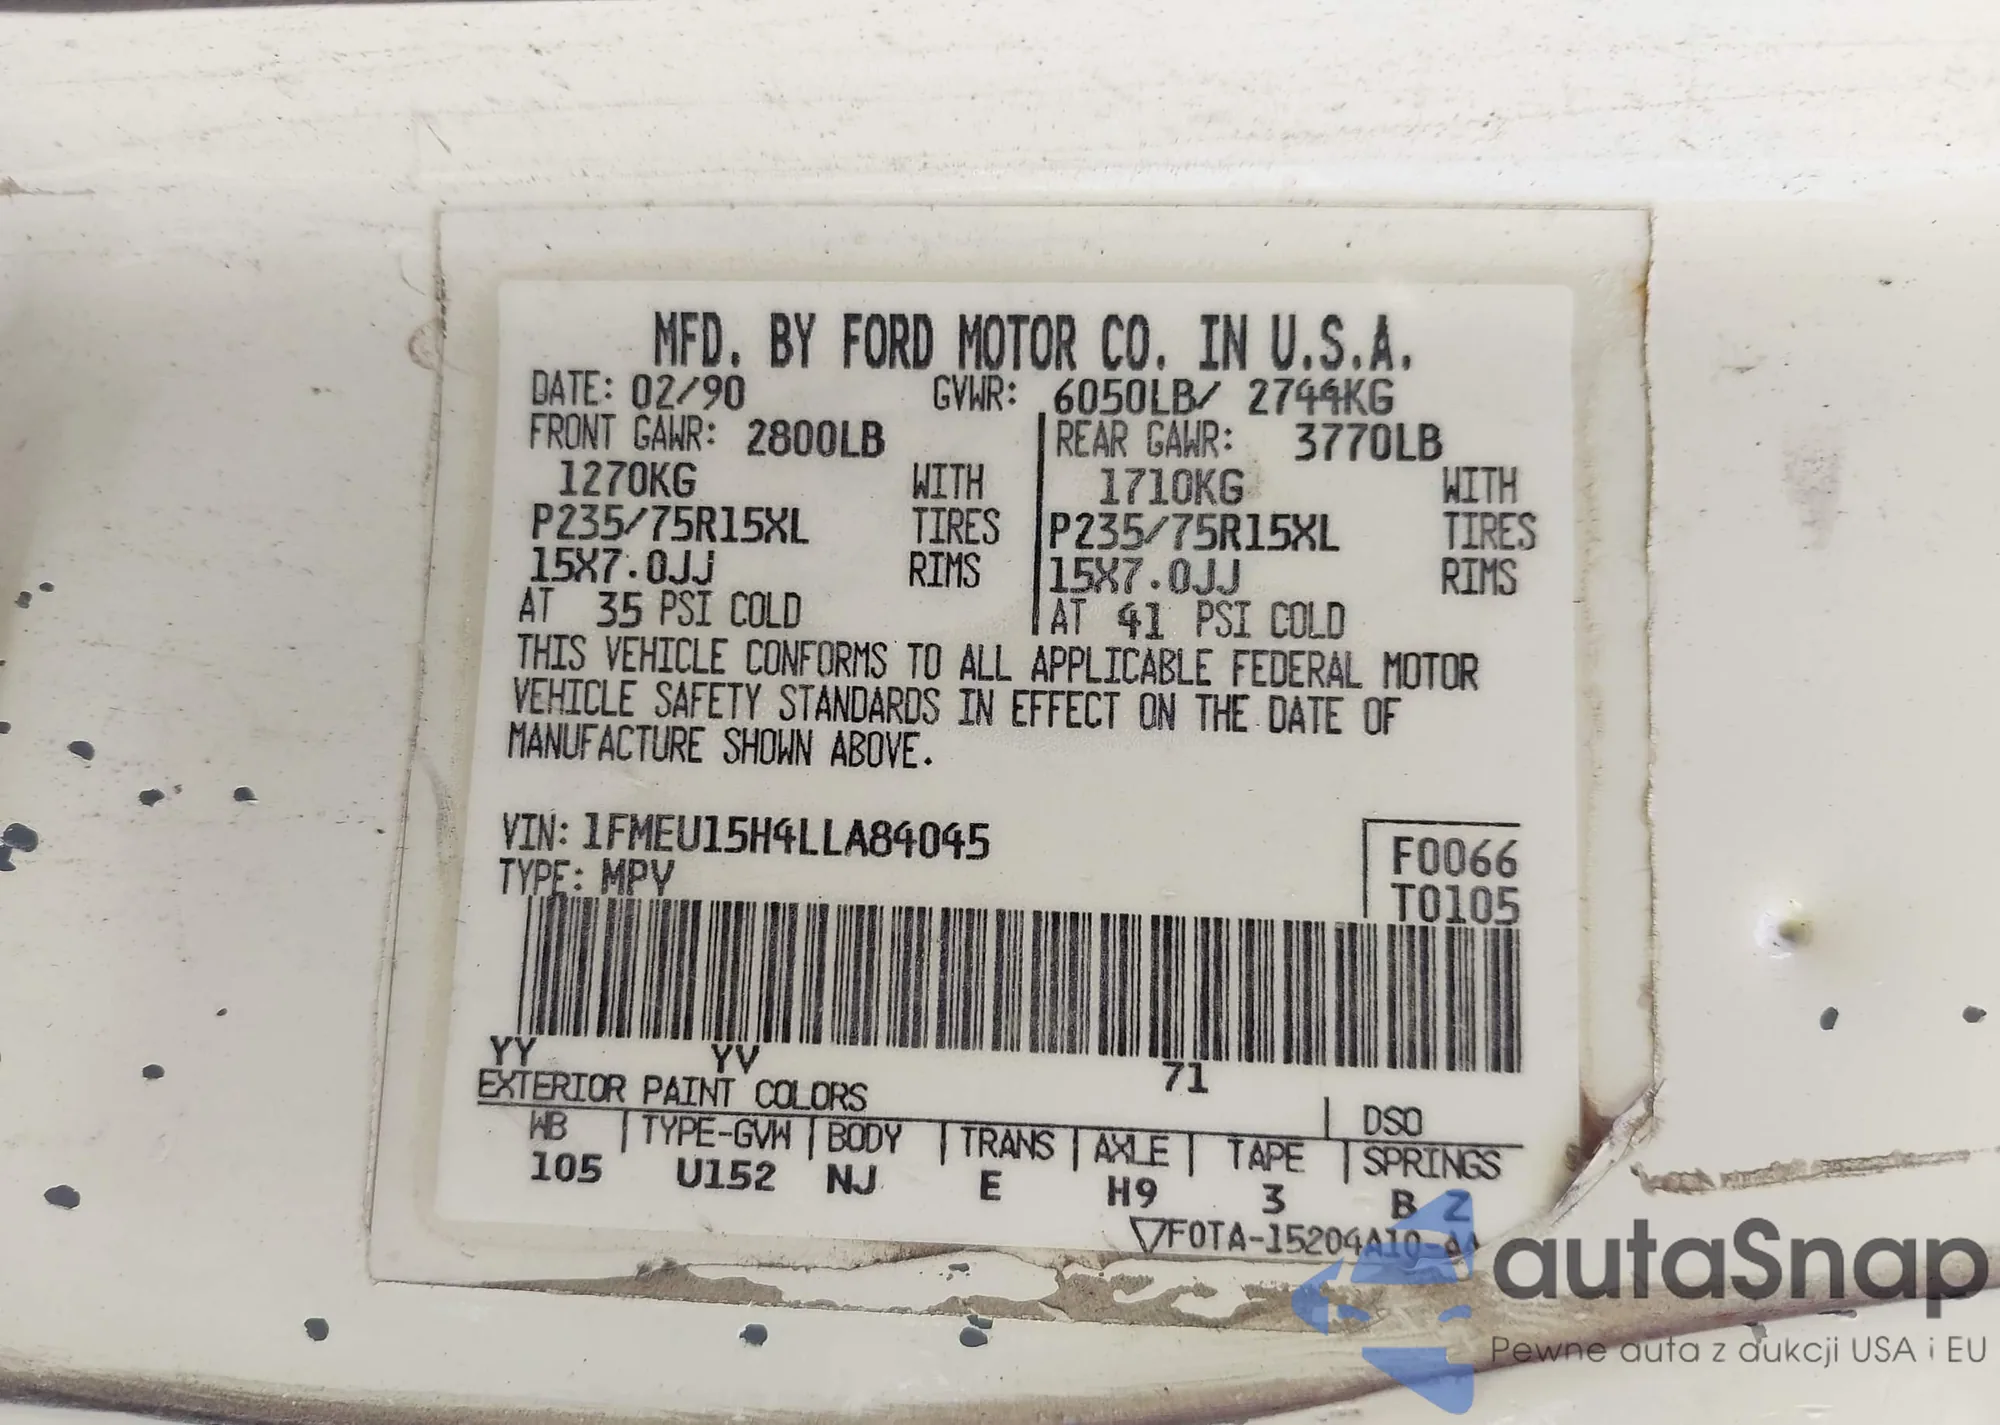 MFD. BY FORD MOTOR CO. IN U.S.A.
DATE: 02/90 GVWR: 6050LB/ 2744KG
FRONT GAWR: 2800LB REAR GAWR: 3770LB
1270KG WITH 1710KG WITH
P235/75R15XL TIRES P235/75R15XL TIRES
15X7.0JJ RIMS 15X7.0JJ RIMS
AT 35 PSI COLD AT 41 PSI COLD
THIS VEHICLE CONFORMS TO ALL APPLICABLE FEDERAL MOTOR
VEHICLE SAFETY STANDARDS IN EFFECT ON THE DATE OF
MANUFACTURE SHOWN ABOVE.
VIN: 1FMEU15H4LLA84045 F0066
TYPE: MPV T0105
YY YV 71
EXTERIOR PAINT COLORS DSO
WB TYPE-GVW BODY TRANS AXLE TAPE SPRINGS
105 U152 NJ E H9 3 B Z
▽F0TA-15204A10-AA
autaSnap
Pewne auta z aukcji USA i EU